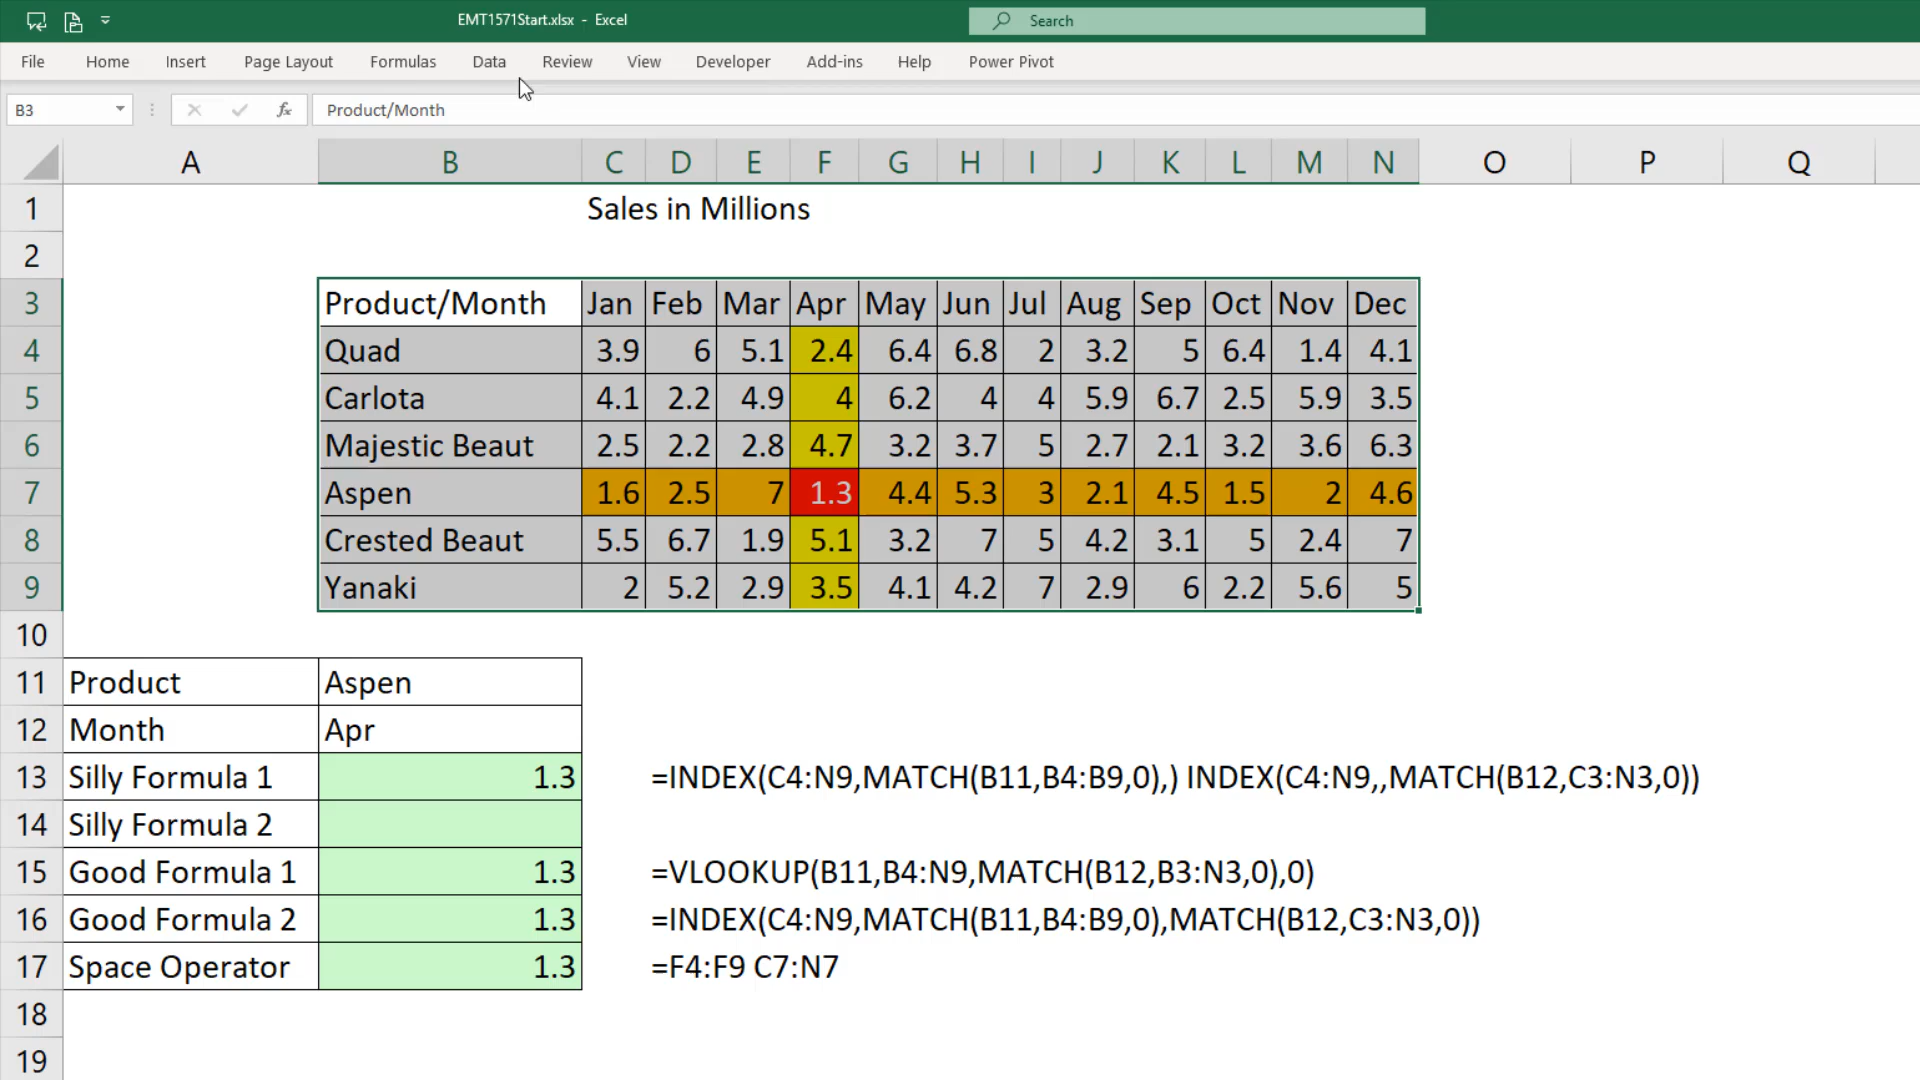 EMT1571Start.xlsx - Excel
Search
File Home Insert Page Layout Formulas Data Review View Developer Add-ins Help Power Pivot
B3 fx Product/Month
A B C D E F G H I J K L M N O P Q
1 Sales in Millions
2
3 Product/Month Jan Feb Mar Apr May Jun Jul Aug Sep Oct Nov Dec
4 Quad 3.9 6 5.1 2.4 6.4 6.8 2 3.2 5 6.4 1.4 4.1
5 Carlota 4.1 2.2 4.9 4 6.2 4 4 5.9 6.7 2.5 5.9 3.5
6 Majestic Beaut 2.5 2.2 2.8 4.7 3.2 3.7 5 2.7 2.1 3.2 3.6 6.3
7 Aspen 1.6 2.5 7 1.3 4.4 5.3 3 2.1 4.5 1.5 2 4.6
8 Crested Beaut 5.5 6.7 1.9 5.1 3.2 7 5 4.2 3.1 5 2.4 7
9 Yanaki 2 5.2 2.9 3.5 4.1 4.2 7 2.9 6 2.2 5.6 5
10
11 Product Aspen
12 Month Apr
13 Silly Formula 1 1.3 =INDEX(C4:N9,MATCH(B11,B4:B9,0),) INDEX(C4:N9,,MATCH(B12,C3:N3,0))
14 Silly Formula 2
15 Good Formula 1 1.3 =VLOOKUP(B11,B4:N9,MATCH(B12,B3:N3,0),0)
16 Good Formula 2 1.3 =INDEX(C4:N9,MATCH(B11,B4:B9,0),MATCH(B12,C3:N3,0))
17 Space Operator 1.3 =F4:F9 C7:N7
18
19